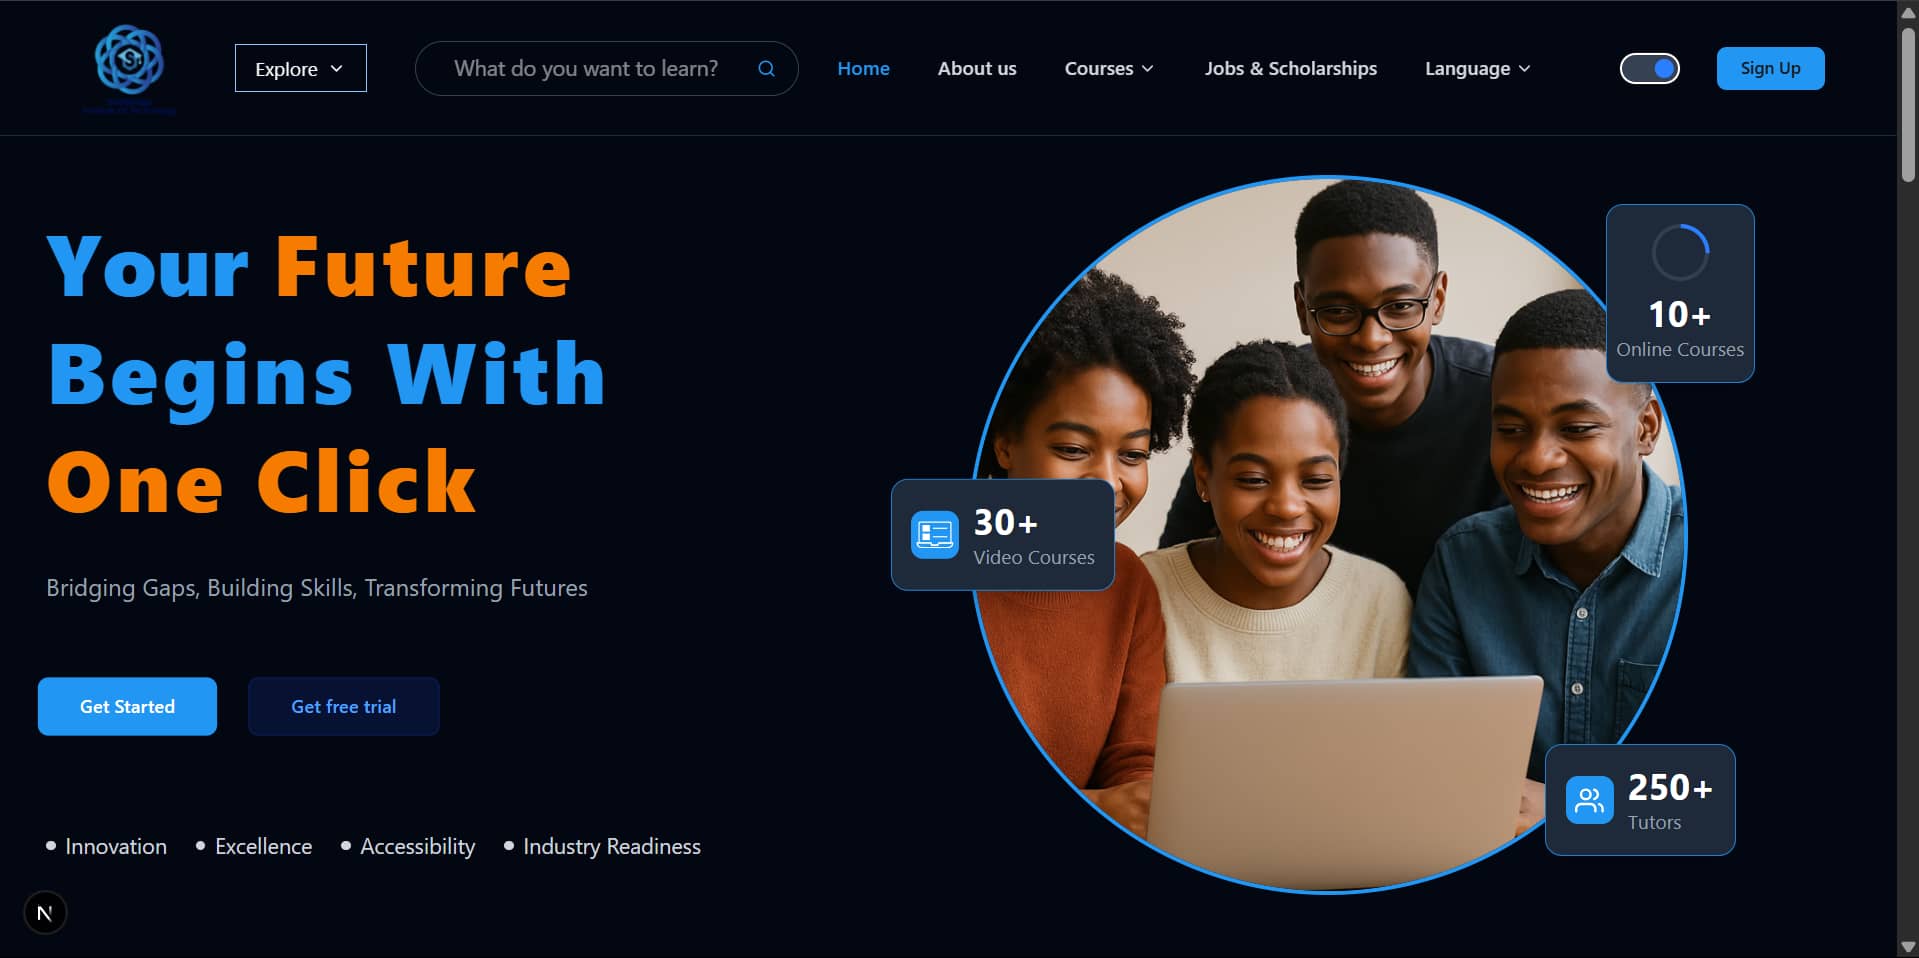 Explore
What do you want to learn?
Home
About us
Courses
Jobs & Scholarships
Language
Sign Up
Your Future
Begins With
One Click
Bridging Gaps, Building Skills, Transforming Futures
Get Started
Get free trial
Innovation
Excellence
Accessibility
Industry Readiness
10+
Online Courses
30+
Video Courses
250+
Tutors
N